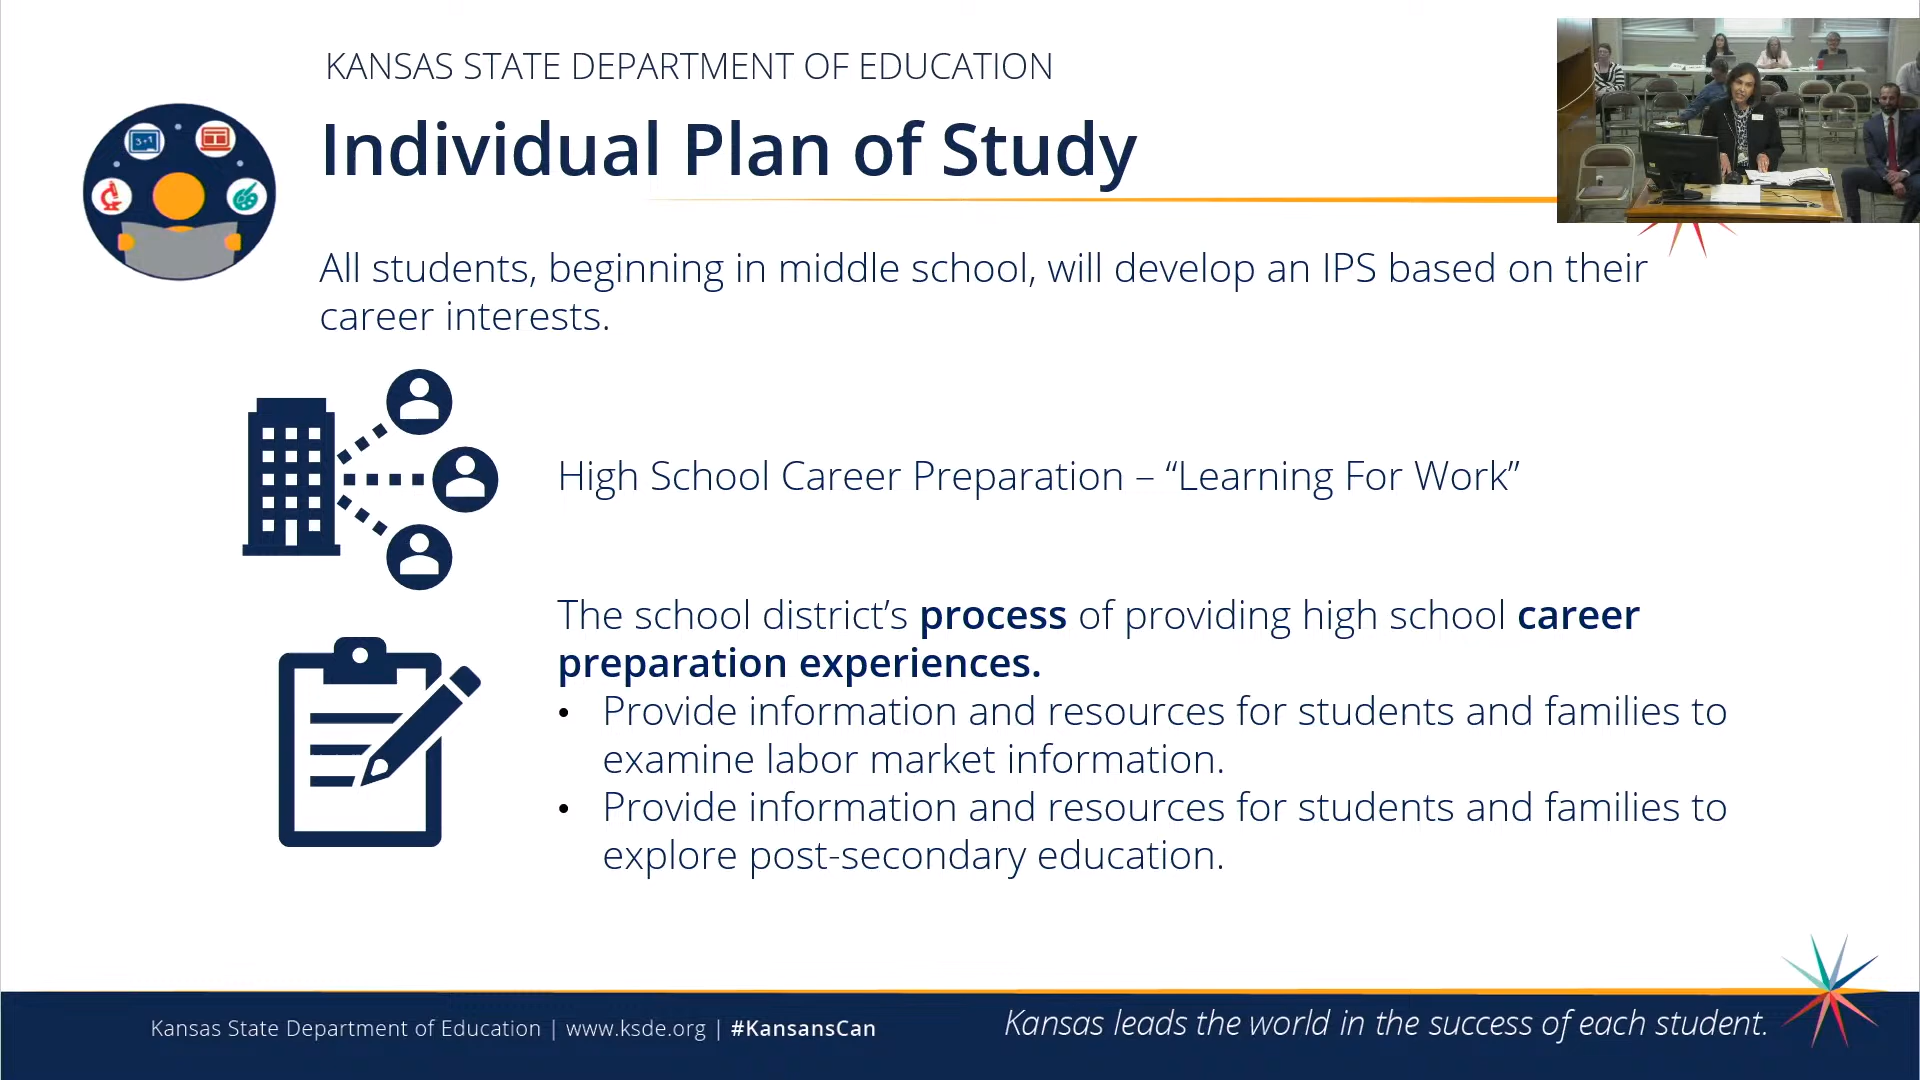 KANSAS STATE DEPARTMENT OF EDUCATION
Individual Plan of Study
3+1
All students, beginning in middle school, will develop an IPS based on their
career interests.
High School Career Preparation – “Learning For Work”
The school district’s process of providing high school career
preparation experiences.
• Provide information and resources for students and families to
examine labor market information.
• Provide information and resources for students and families to
explore post-secondary education.
Kansas State Department of Education | www.ksde.org | #KansansCan
Kansas leads the world in the success of each student.